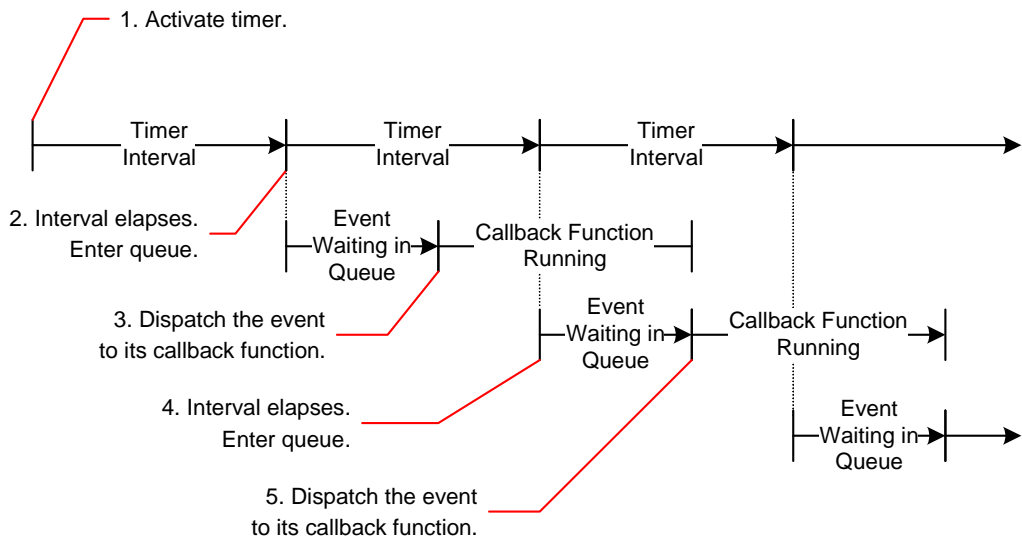 1. Activate timer.
Timer
Interval
Timer
Interval
Timer
Interval
2. Interval elapses.
Enter queue.
Event
Waiting in
Queue
Callback Function
Running
3. Dispatch the event
to its callback function.
Event
Waiting in
Queue
Callback Function
Running
4. Interval elapses.
Enter queue.
Event
Waiting in
Queue
5. Dispatch the event
to its callback function.